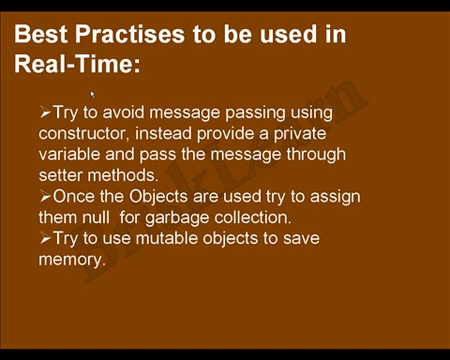 Best Practises to be used in
Real-Time:
➢Try to avoid message passing using
constructor, instead provide a private
variable and pass the message through
setter methods.
➢Once the Objects are used try to assign
them null for garbage collection.
➢Try to use mutable objects to save
memory.